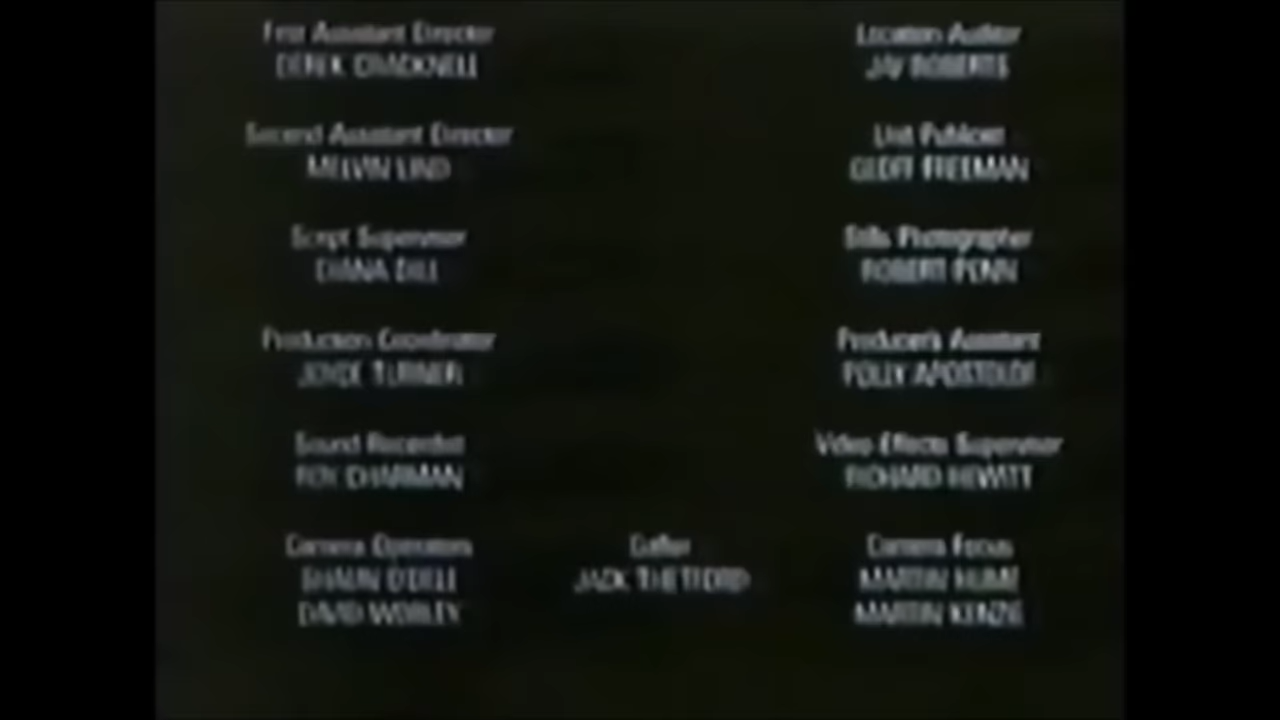 First Assistant Director
DEREK CRACKNELL
Second Assistant Director
MELVIN LIND
Script Supervisor
DIANA DILL
Production Coordinator
JOYCE TURNER
Sound Recordist
ROY CHARMAN
Camera Operators
SHAUN O'DELL
DAVID WORLEY
Gaffer
JACK THETFORD
Location Auditor
JAY ROBERTS
Unit Publicist
GEOFF FREEMAN
Stills Photographer
ROBERT PENN
Producer's Assistant
POLLY
Video Effects Supervisor
RICHARD HEWITT
Camera Focus
MARTIN HUME
MARTIN KENZIE